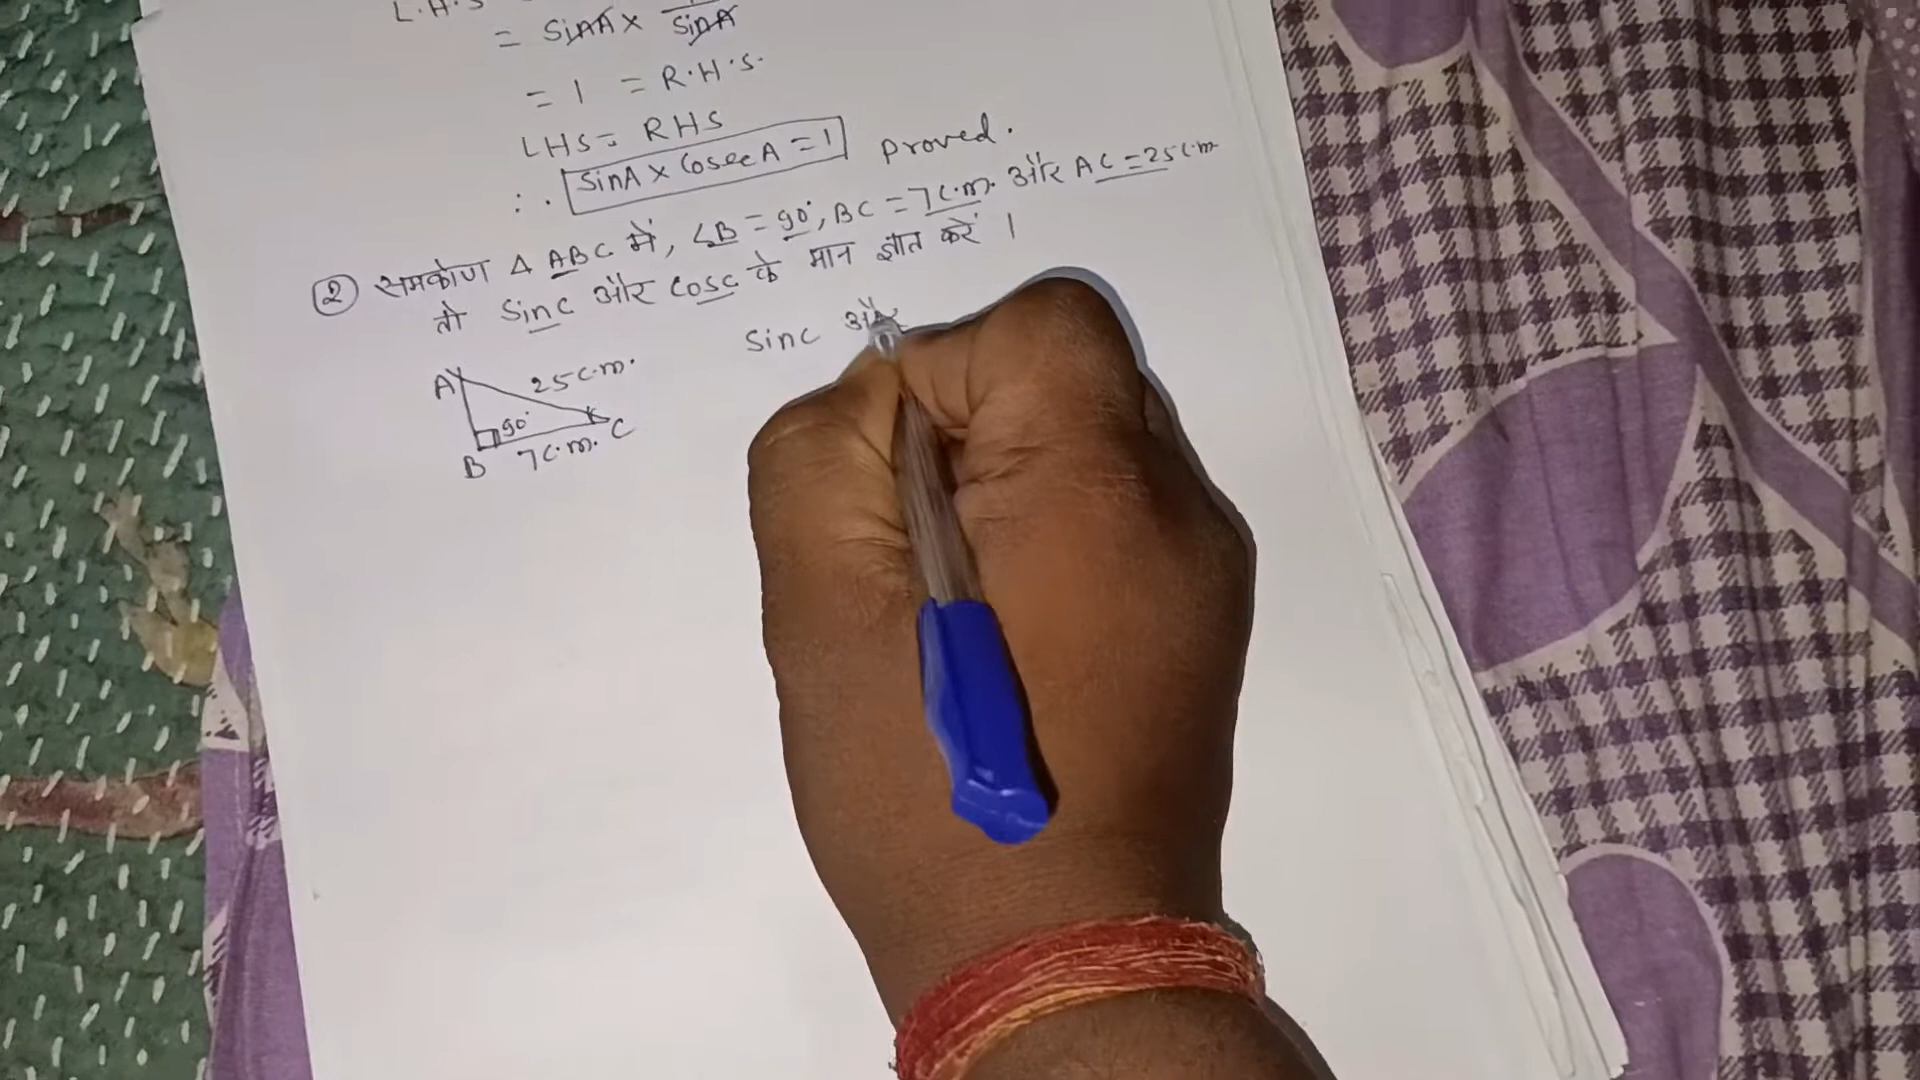 L.H.S
= SinA x 1/SinA
= 1 = R.H.S.
LHS = RHS
∴ SinA x CosecA = 1 Proved.
② समकोण Δ ABC में, ∠B = 90°, BC = 7c.m. और AC = 25c.m
तो Sinc और Cosc के मान ज्ञात करें ।
Sinc और
A 25c.m.
90°
B 7c.m. C